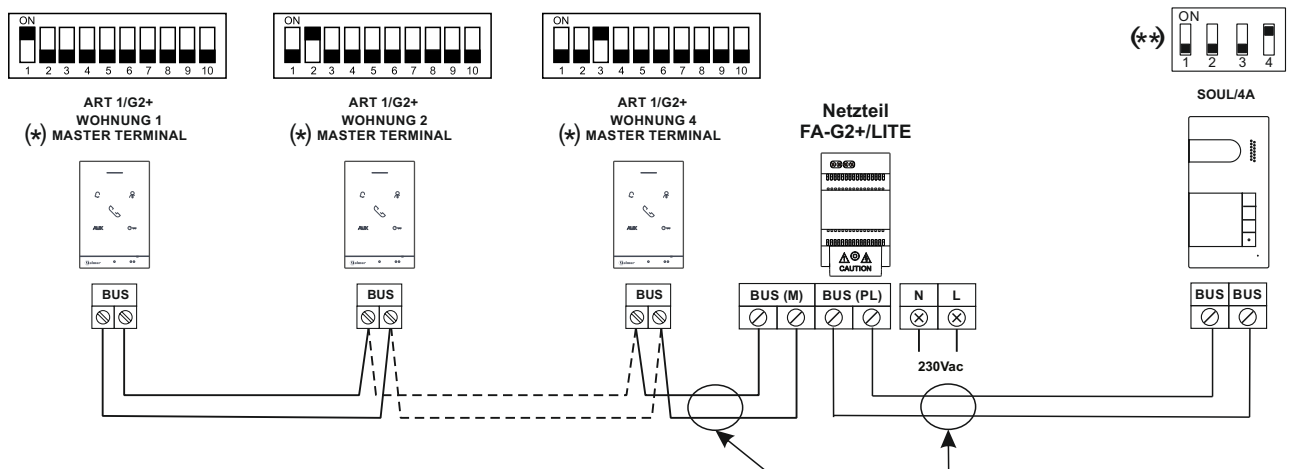 ON
1 2 3 4 5 6 7 8 9 10
ART 1/G2+
WOHNUNG 1
(*) MASTER TERMINAL
AUX
Golmar
BUS
ON
1 2 3 4 5 6 7 8 9 10
ART 1/G2+
WOHNUNG 2
(*) MASTER TERMINAL
AUX
Golmar
BUS
ON
1 2 3 4 5 6 7 8 9 10
ART 1/G2+
WOHNUNG 4
(*) MASTER TERMINAL
AUX
Golmar
BUS
Netzteil
FA-G2+/LITE
CAUTION
BUS (M) BUS (PL) N L
230Vac
(**)
ON
1 2 3 4
SOUL/4A
BUS BUS